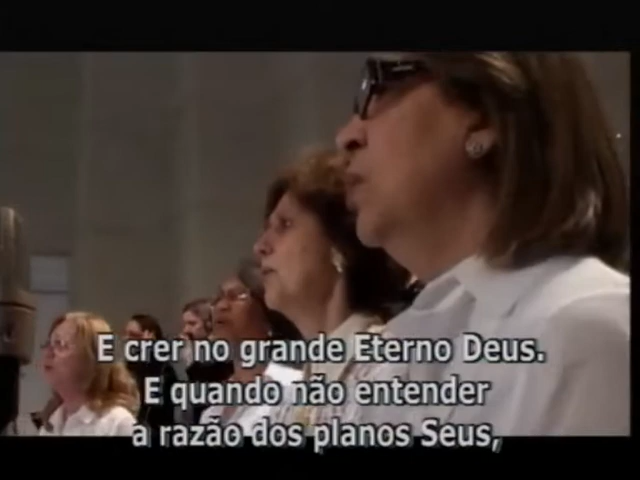 E crer no grande Eterno Deus.
E quando não entender
a razão dos planos Seus,